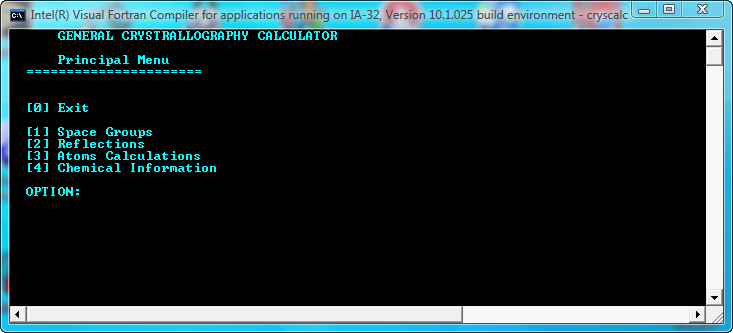 Intel(R) Visual Fortran Compiler for applications running on IA-32, Version 10.1.025 build environment - cryscalc
GENERAL CRYSTRALLOGRAPHY CALCULATOR
Principal Menu
======================
[0] Exit
[1] Space Groups
[2] Reflections
[3] Atoms Calculations
[4] Chemical Information
OPTION: